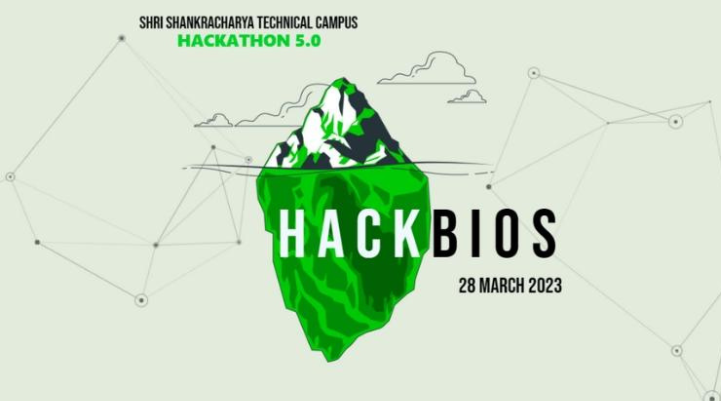 SHRI SHANKRACHARYA TECHNICAL CAMPUS
HACKATHON 5.0
HACKBIOS
28 MARCH 2023